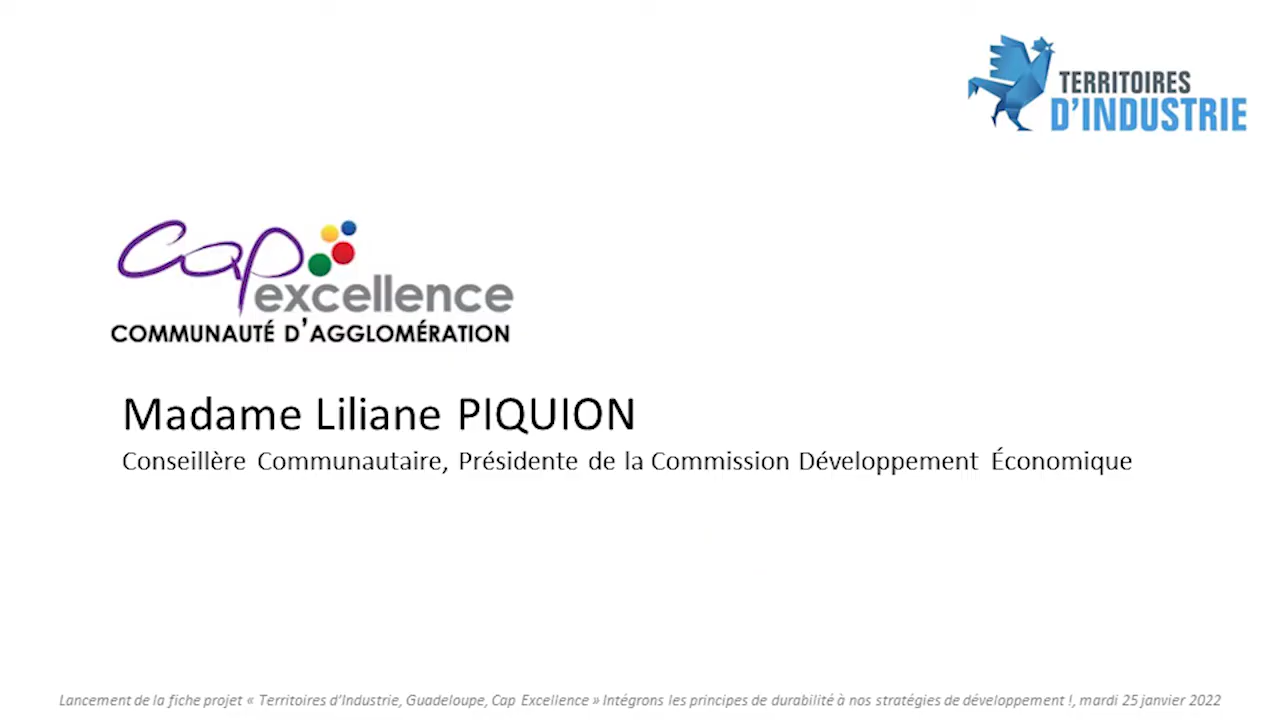 TERRITOIRES
D'INDUSTRIE
cap
excellence
COMMUNAUTÉ D'AGGLOMÉRATION
Madame Liliane PIQUION
Conseillère Communautaire, Présidente de la Commission Développement Économique
Lancement de la fiche projet « Territoires d'Industrie, Guadeloupe, Cap Excellence » Intégrons les principes de durabilité à nos stratégies de développement !, mardi 25 janvier 2022